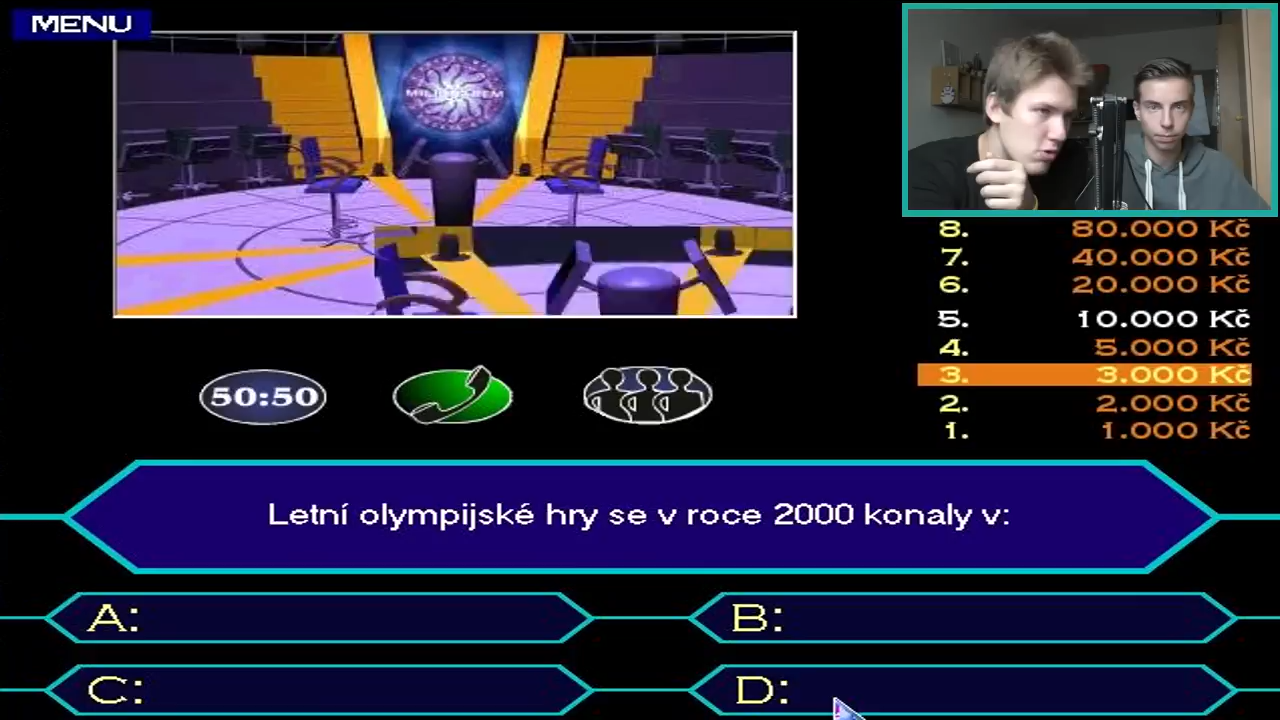 MENU
MILIONÁŘEM
8. 80.000 Kč
7. 40.000 Kč
6. 20.000 Kč
5. 10.000 Kč
4. 5.000 Kč
3. 3.000 Kč
2. 2.000 Kč
1. 1.000 Kč
50:50
Letní olympijské hry se v roce 2000 konaly v:
A:
B:
C:
D: